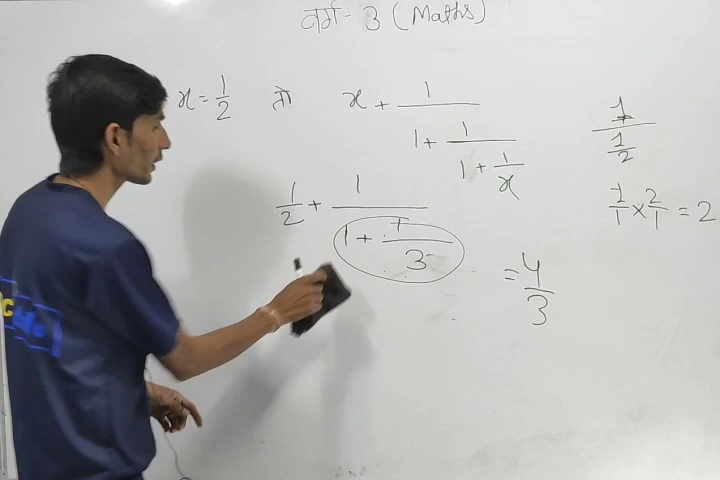 वर्ग - 3 (Maths)
x = 1/2 तो x + 1/(1 + 1/(1 + 1/x))
1/(1/2)
1/2 + 1/(1 + 1/3)
1/1 × 2/1 = 2
= 4/3